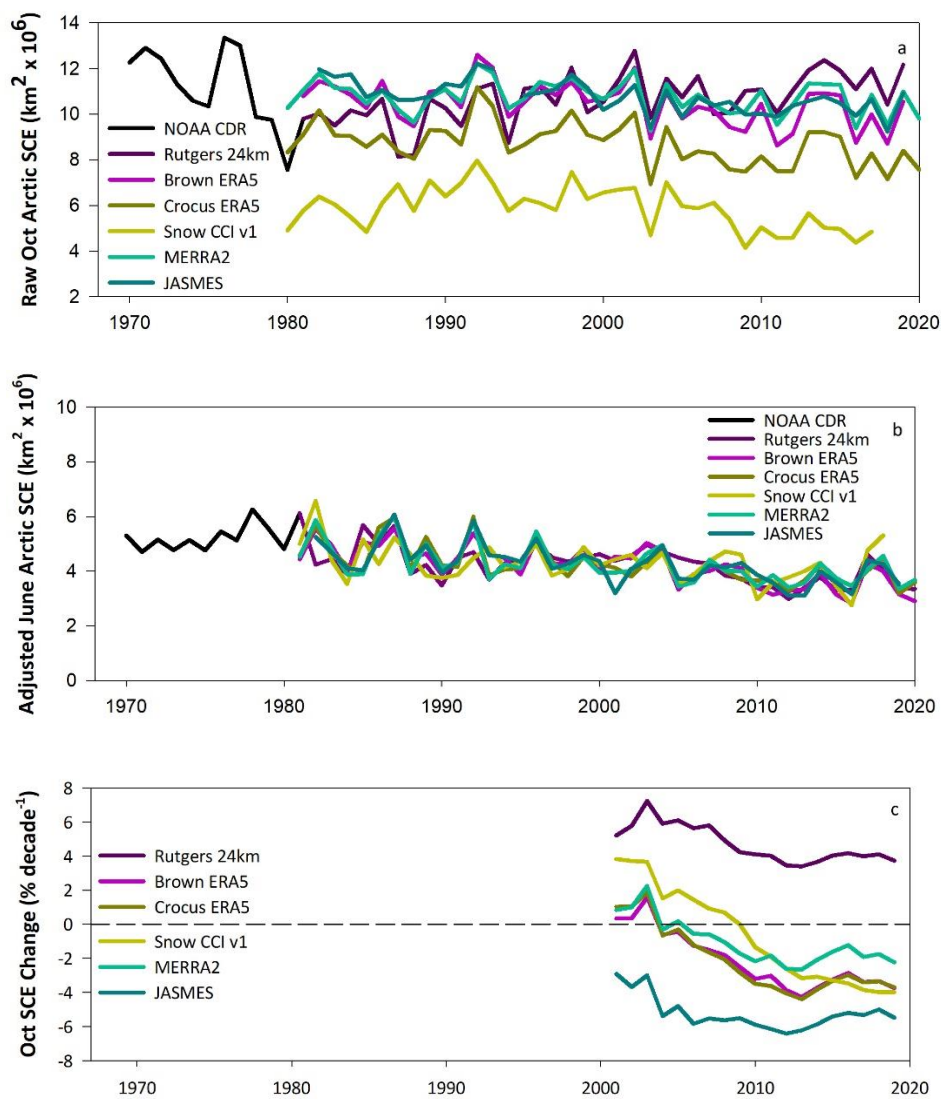 Raw Oct Arctic SCE (km² x 10⁶)
a
14
12
10
8
6
4
2
NOAA CDR
Rutgers 24km
Brown ERA5
Crocus ERA5
Snow CCI v1
MERRA2
JASMES
1970 1980 1990 2000 2010 2020
Adjusted June Arctic SCE (km² x 10⁶)
b
10
8
6
4
2
0
NOAA CDR
Rutgers 24km
Brown ERA5
Crocus ERA5
Snow CCI v1
MERRA2
JASMES
1970 1980 1990 2000 2010 2020
Oct SCE Change (% decade⁻¹)
c
8
6
4
2
0
-2
-4
-6
-8
Rutgers 24km
Brown ERA5
Crocus ERA5
Snow CCI v1
MERRA2
JASMES
1970 1980 1990 2000 2010 2020